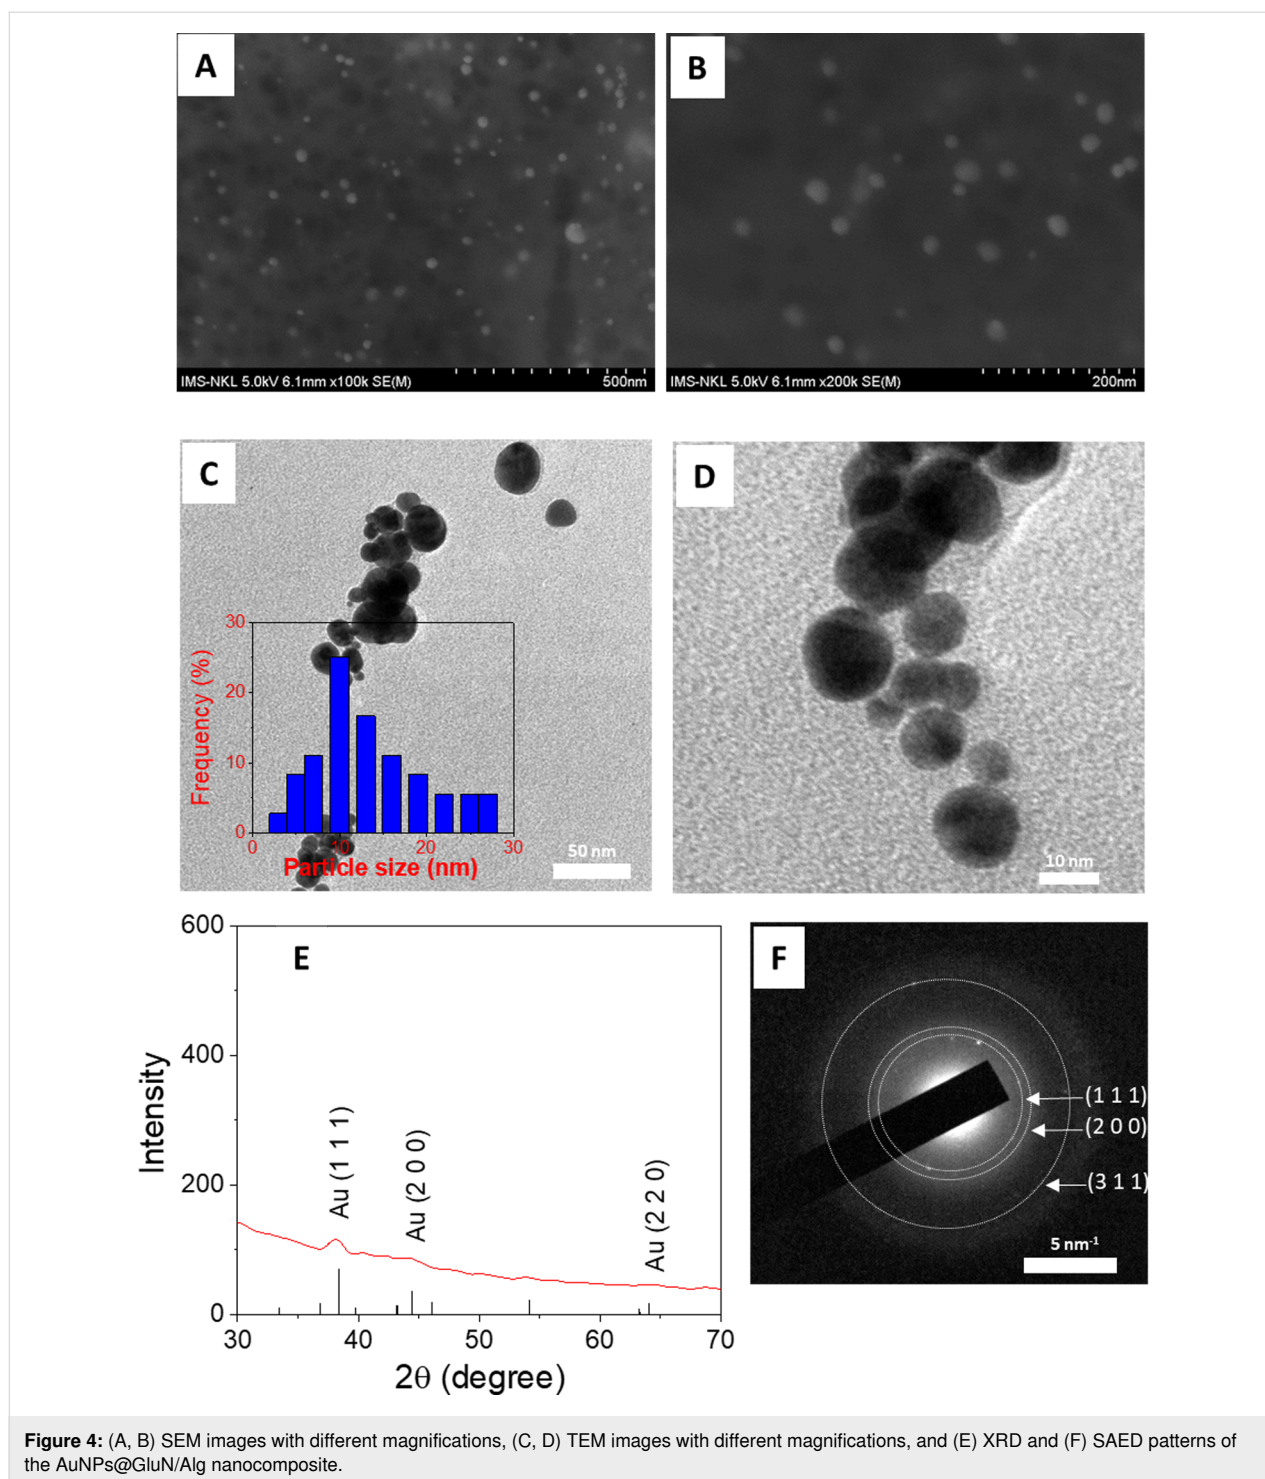 A
B
IMS-NKL 5.0kV 6.1mm x100k SE(M) 500nm
IMS-NKL 5.0kV 6.1mm x200k SE(M) 200nm
C
D
30
20
10
0
Frequency (%)
0 10 20 30
Particle size (nm)
50 nm
10 nm
E
600
400
200
0
Intensity
Au (1 1 1)
Au (2 0 0)
Au (2 2 0)
30 40 50 60 70
2θ (degree)
F
(1 1 1)
(2 0 0)
(3 1 1)
5 nm⁻¹
Figure 4: (A, B) SEM images with different magnifications, (C, D) TEM images with different magnifications, and (E) XRD and (F) SAED patterns of
the AuNPs@GluN/Alg nanocomposite.